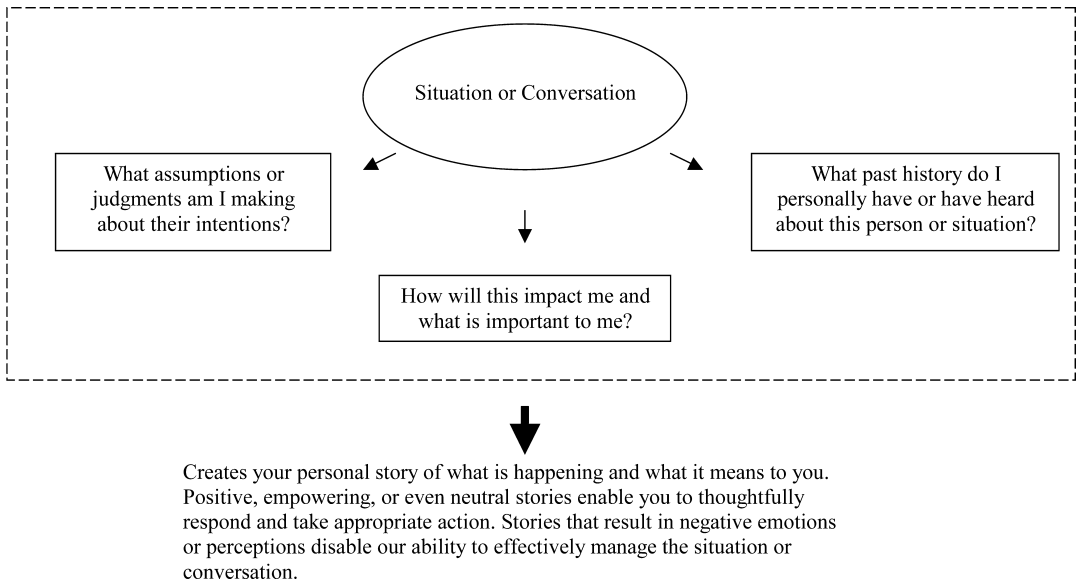 Situation or Conversation
What assumptions or
judgments am I making
about their intentions?
What past history do I
personally have or have heard
about this person or situation?
How will this impact me and
what is important to me?
Creates your personal story of what is happening and what it means to you.
Positive, empowering, or even neutral stories enable you to thoughtfully
respond and take appropriate action. Stories that result in negative emotions
or perceptions disable our ability to effectively manage the situation or
conversation.